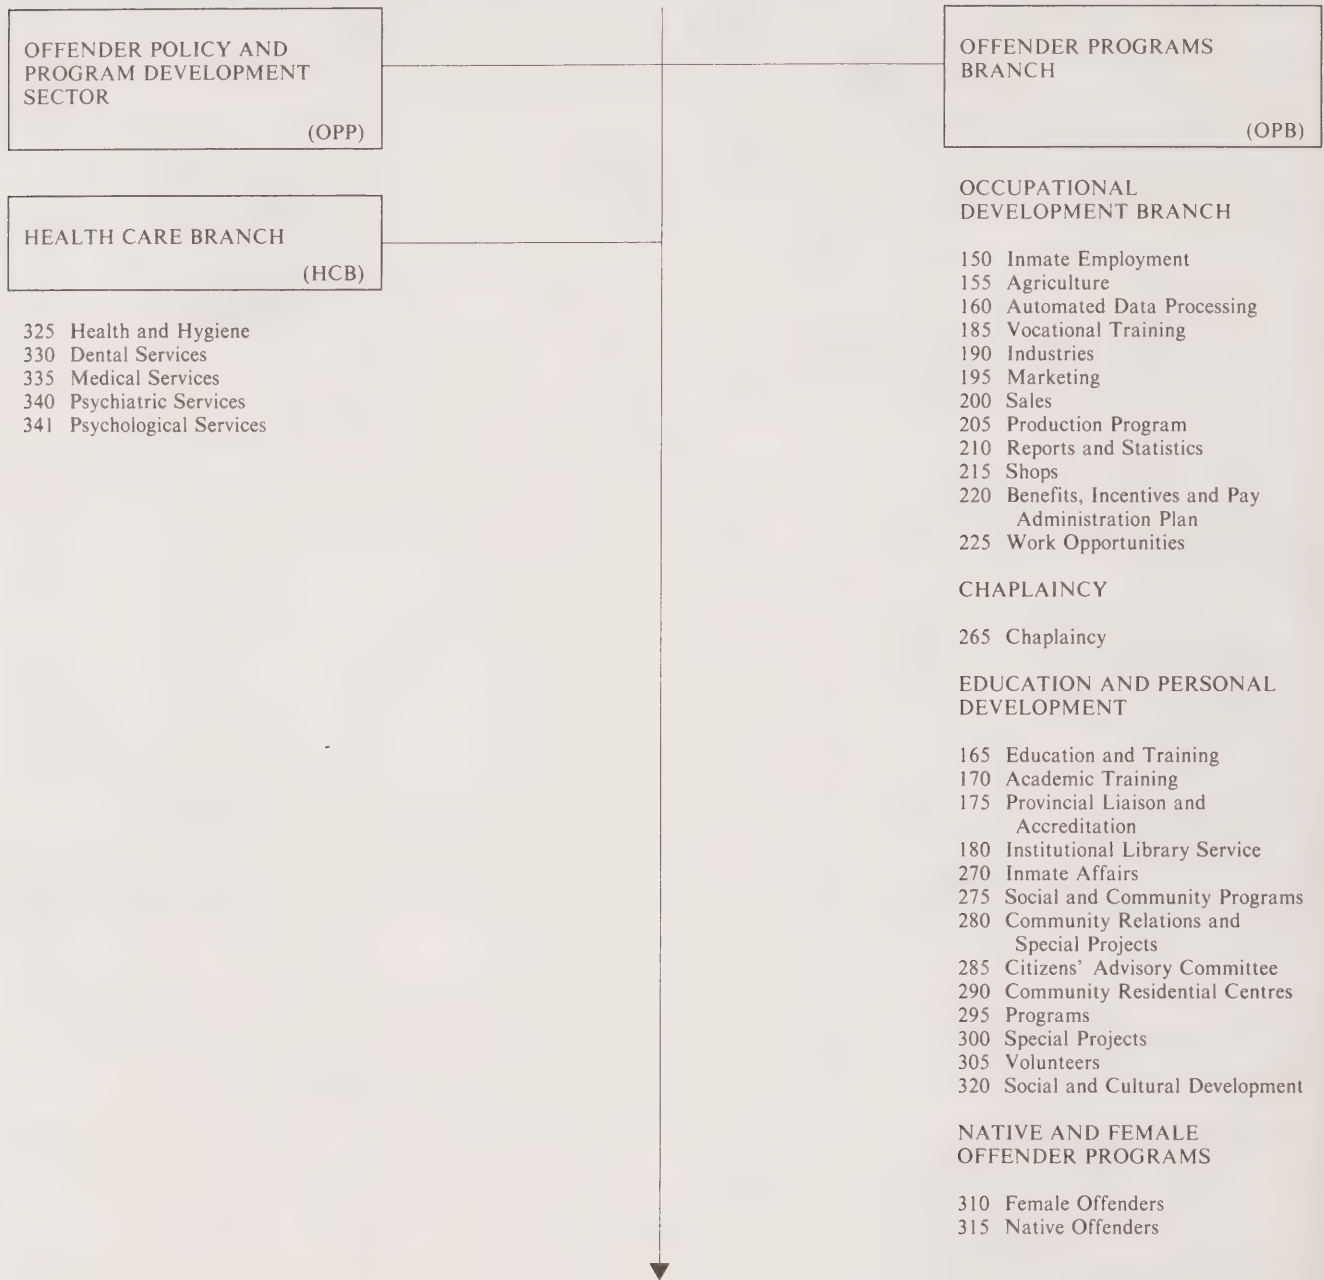 OFFENDER POLICY AND
PROGRAM DEVELOPMENT
SECTOR
(OPP)
HEALTH CARE BRANCH
(HCB)
325 Health and Hygiene
330 Dental Services
335 Medical Services
340 Psychiatric Services
341 Psychological Services
OFFENDER PROGRAMS
BRANCH
(OPB)
OCCUPATIONAL
DEVELOPMENT BRANCH
150 Inmate Employment
155 Agriculture
160 Automated Data Processing
185 Vocational Training
190 Industries
195 Marketing
200 Sales
205 Production Program
210 Reports and Statistics
215 Shops
220 Benefits, Incentives and Pay
Administration Plan
225 Work Opportunities
CHAPLAINCY
265 Chaplaincy
EDUCATION AND PERSONAL
DEVELOPMENT
165 Education and Training
170 Academic Training
175 Provincial Liaison and
Accreditation
180 Institutional Library Service
270 Inmate Affairs
275 Social and Community Programs
280 Community Relations and
Special Projects
285 Citizens' Advisory Committee
290 Community Residential Centres
295 Programs
300 Special Projects
305 Volunteers
320 Social and Cultural Development
NATIVE AND FEMALE
OFFENDER PROGRAMS
310 Female Offenders
315 Native Offenders